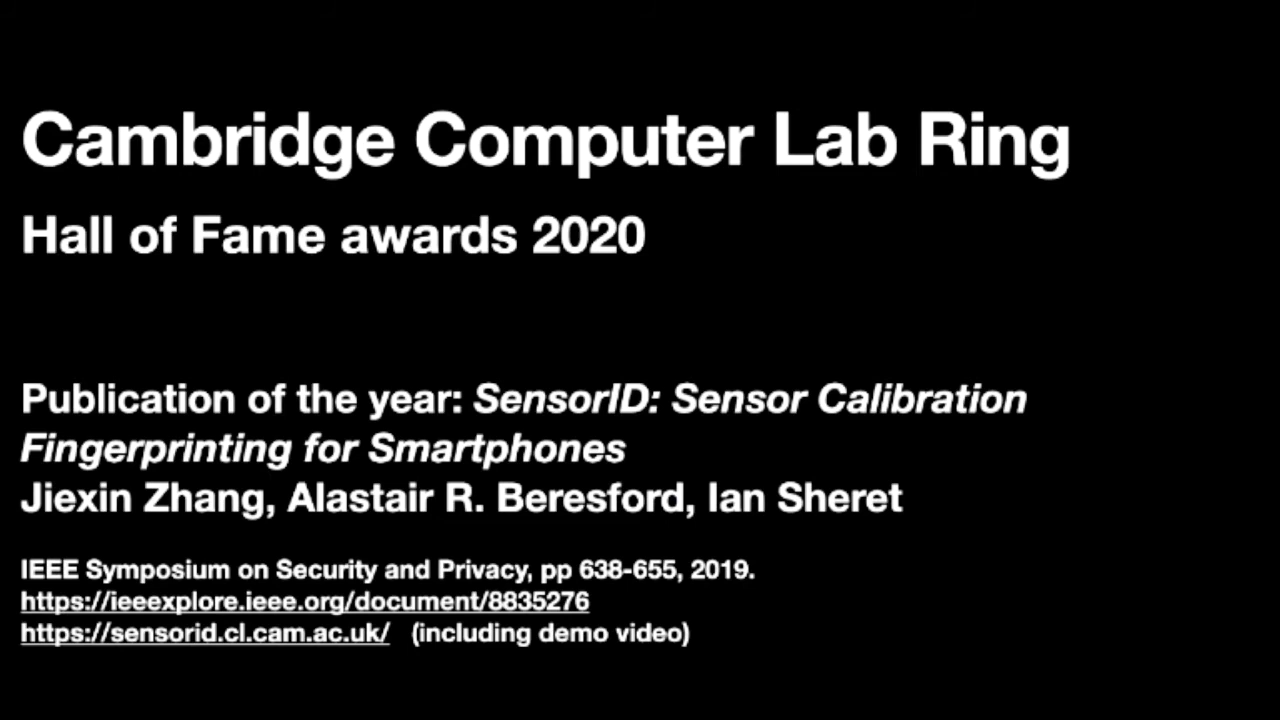 Cambridge Computer Lab Ring
Hall of Fame awards 2020
Publication of the year: SensorID: Sensor Calibration
Fingerprinting for Smartphones
Jiexin Zhang, Alastair R. Beresford, Ian Sheret
IEEE Symposium on Security and Privacy, pp 638-655, 2019.
https://ieeexplore.ieee.org/document/8835276
https://sensorid.cl.cam.ac.uk/ (including demo video)